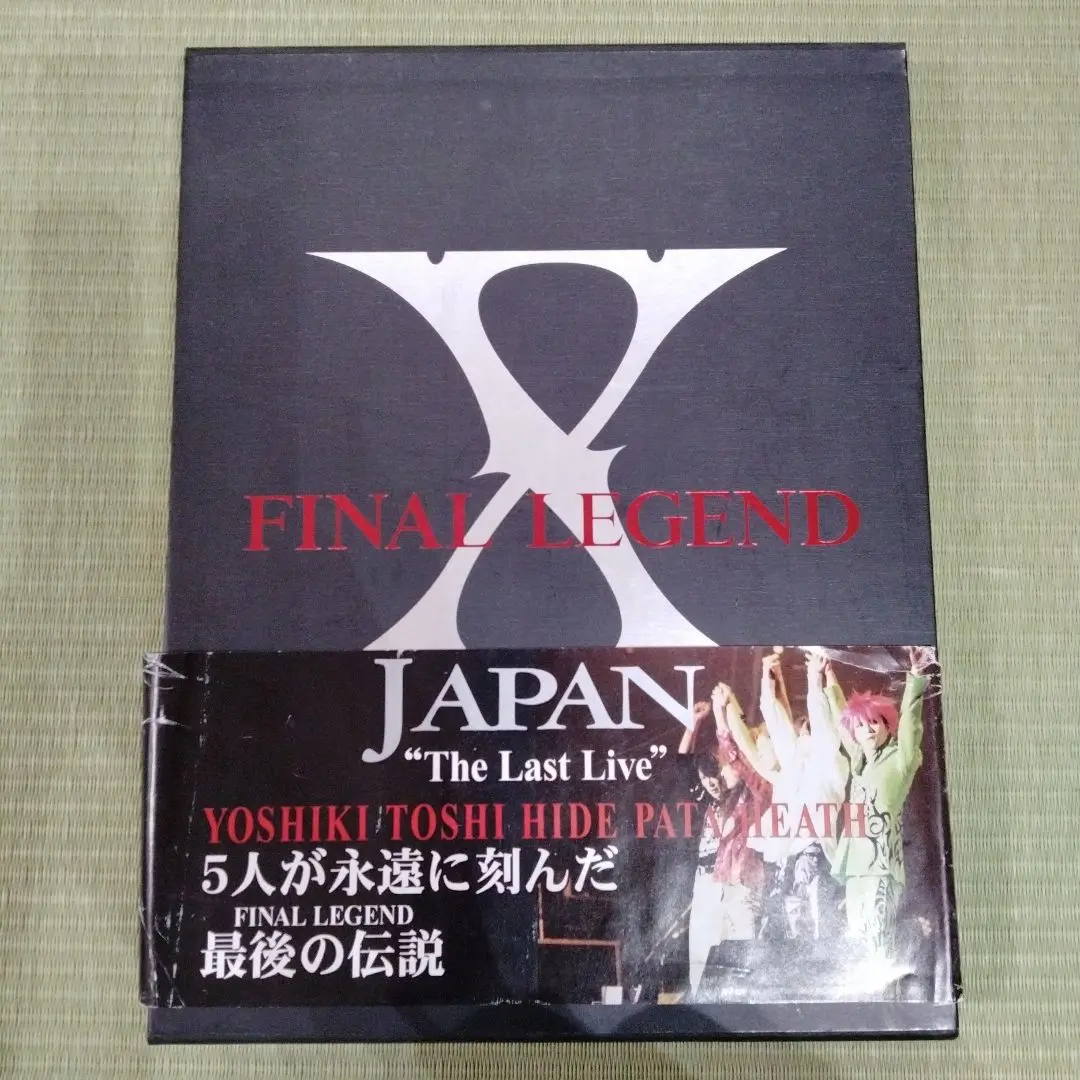 X
FINAL LEGEND
JAPAN
“The Last Live”
YOSHIKI TOSHI HIDE PATA HEATH
5人が永遠に刻んだ
FINAL LEGEND
最後の伝説